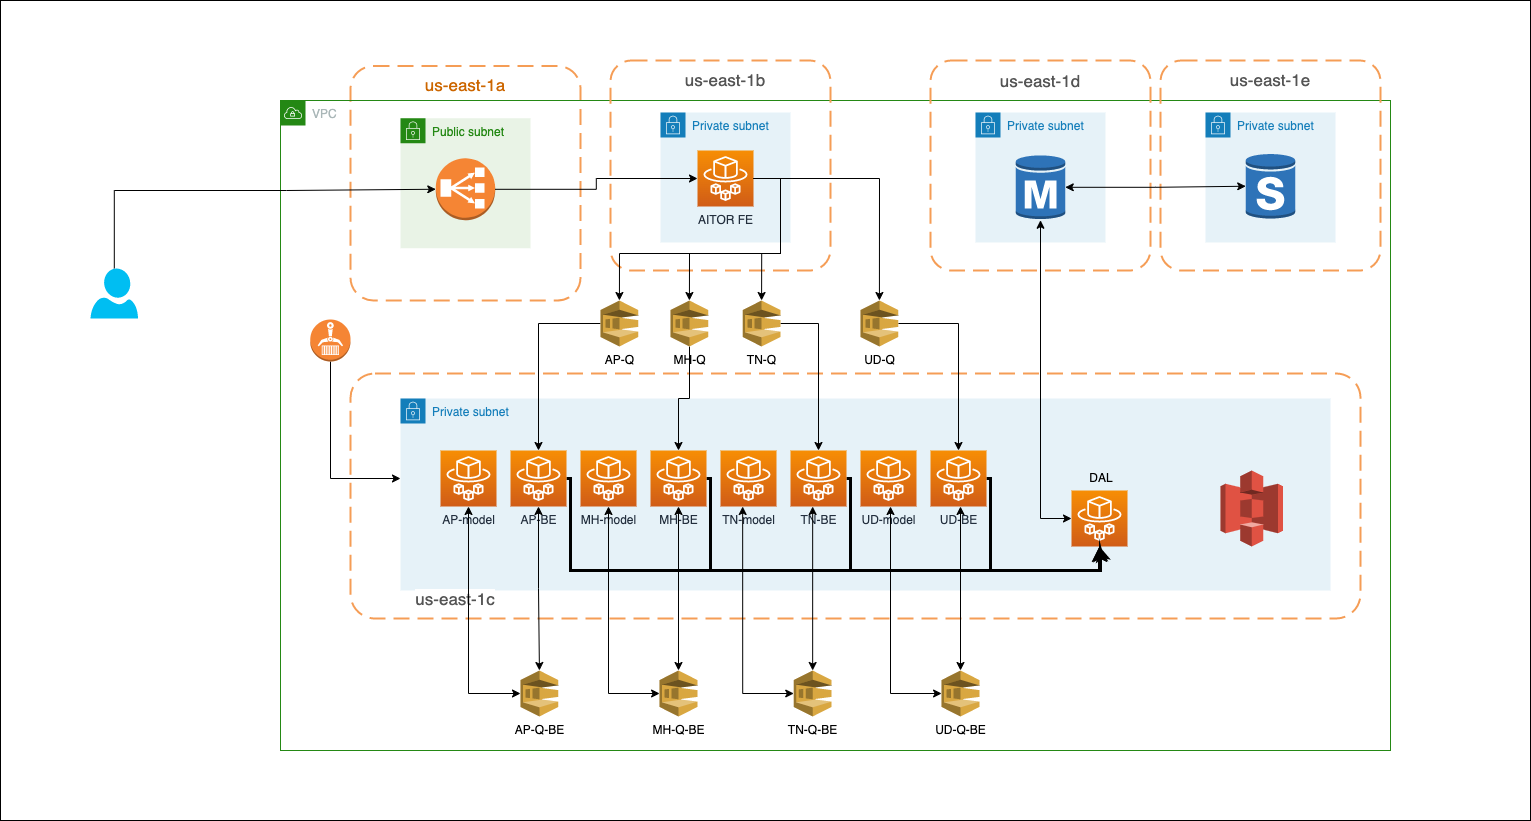 us-east-1a
us-east-1b
us-east-1d
us-east-1e
VPC
Public subnet
Private subnet
Private subnet
Private subnet
M
S
AITOR FE
AP-Q
MH-Q
TN-Q
UD-Q
Private subnet
DAL
AP-model
AP-BE
MH-model
MH-BE
TN-model
TN-BE
UD-model
UD-BE
us-east-1c
AP-Q-BE
MH-Q-BE
TN-Q-BE
UD-Q-BE